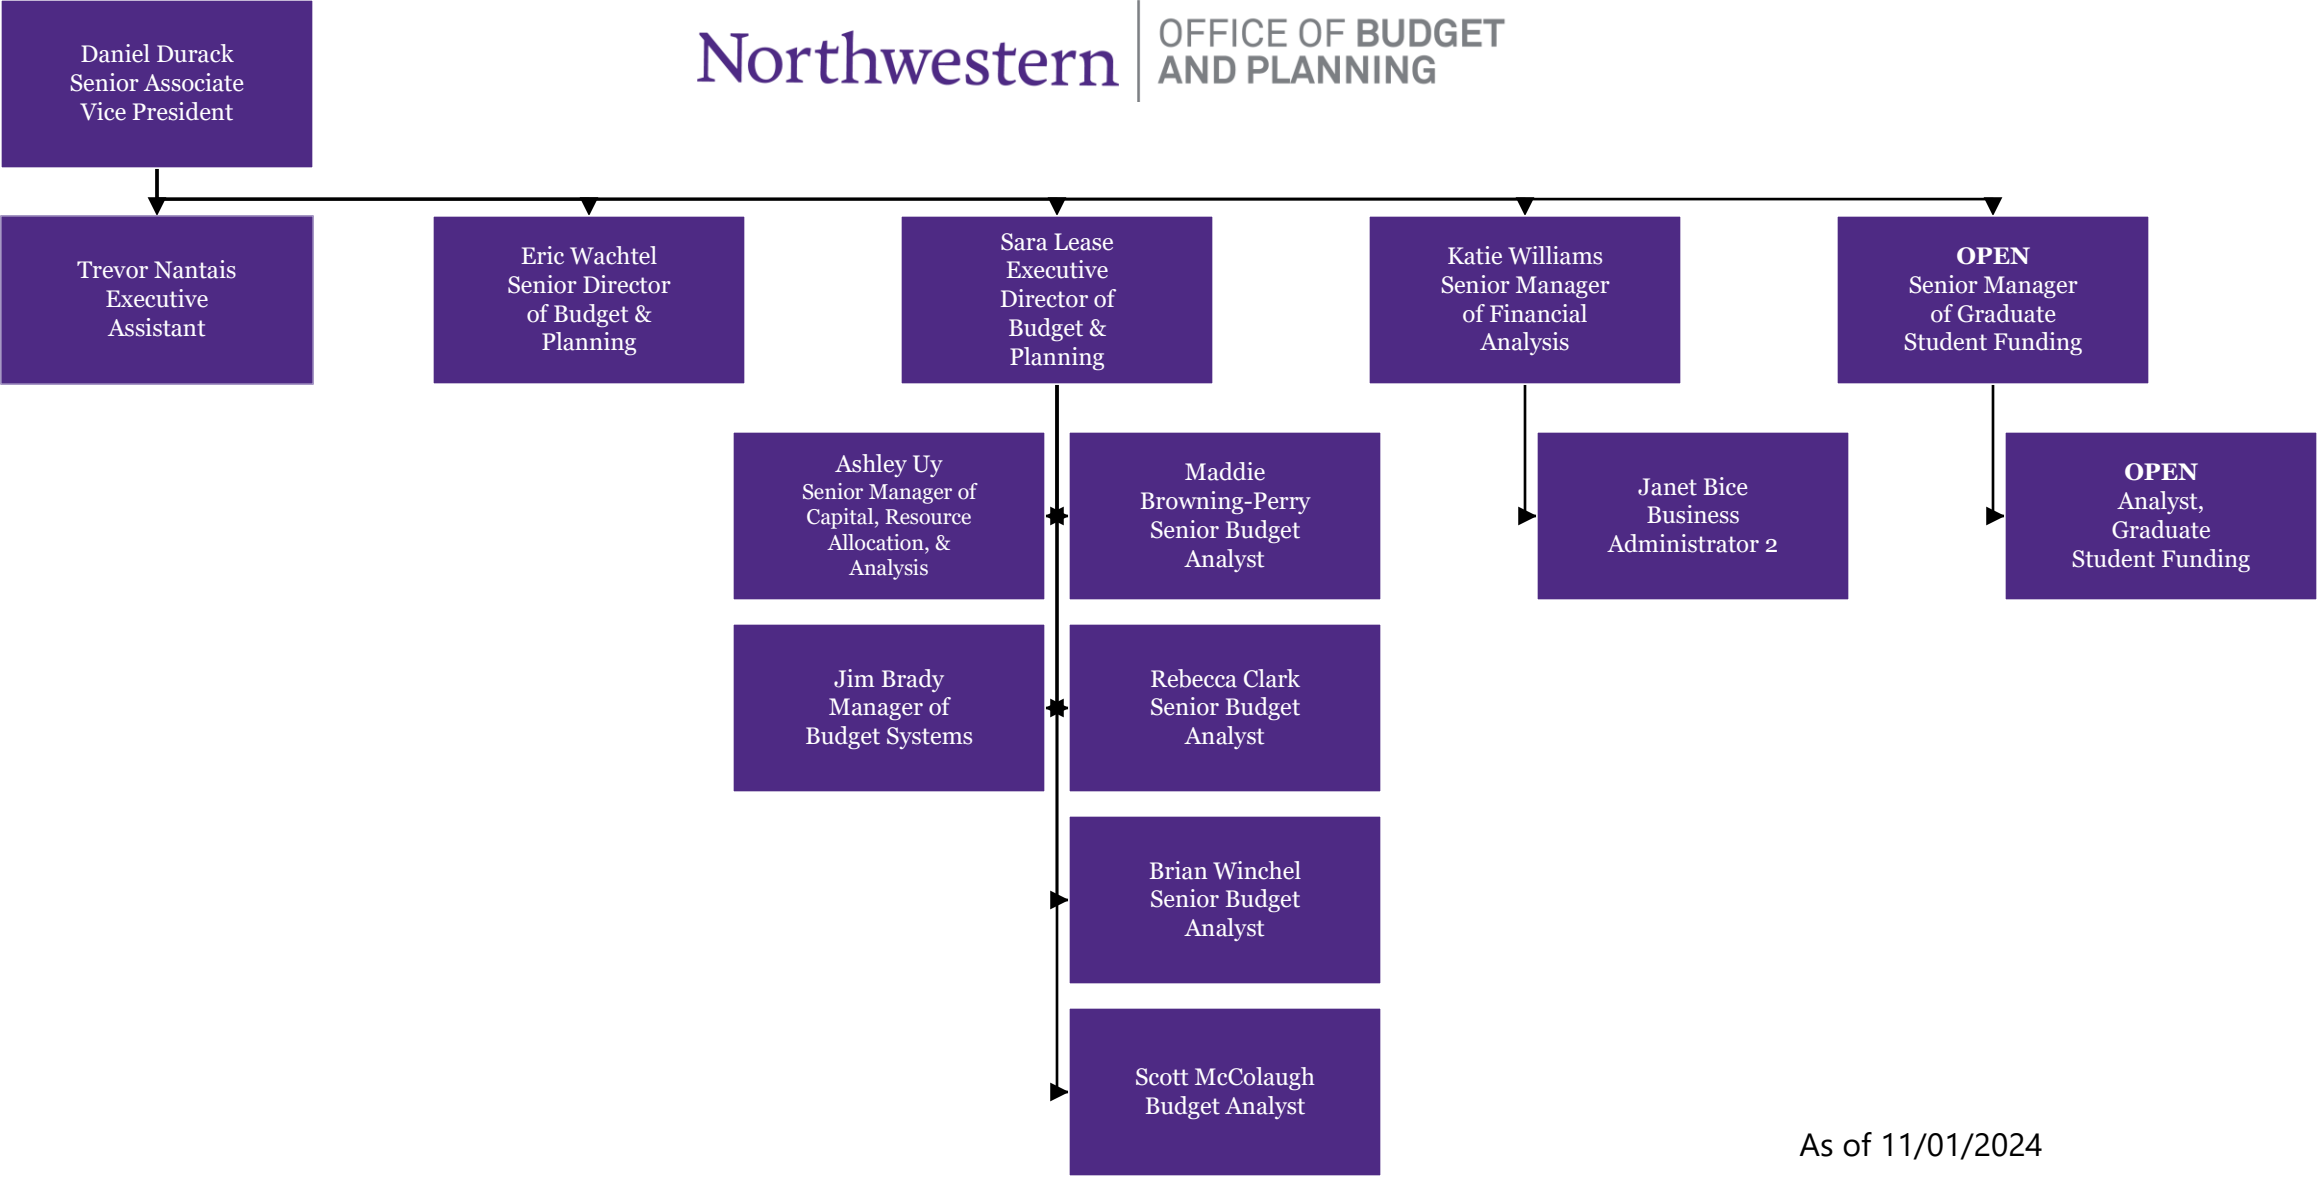 Daniel Durack
Senior Associate
Vice President
Northwestern
OFFICE OF BUDGET
AND PLANNING
Trevor Nantais
Executive
Assistant
Eric Wachtel
Senior Director
of Budget &
Planning
Sara Lease
Executive
Director of
Budget &
Planning
Katie Williams
Senior Manager
of Financial
Analysis
OPEN
Senior Manager
of Graduate
Student Funding
Ashley Uy
Senior Manager of
Capital, Resource
Allocation, &
Analysis
Maddie
Browning-Perry
Senior Budget
Analyst
Janet Bice
Business
Administrator 2
OPEN
Analyst,
Graduate
Student Funding
Jim Brady
Manager of
Budget Systems
Rebecca Clark
Senior Budget
Analyst
Brian Winchel
Senior Budget
Analyst
Scott McColaugh
Budget Analyst
As of 11/01/2024